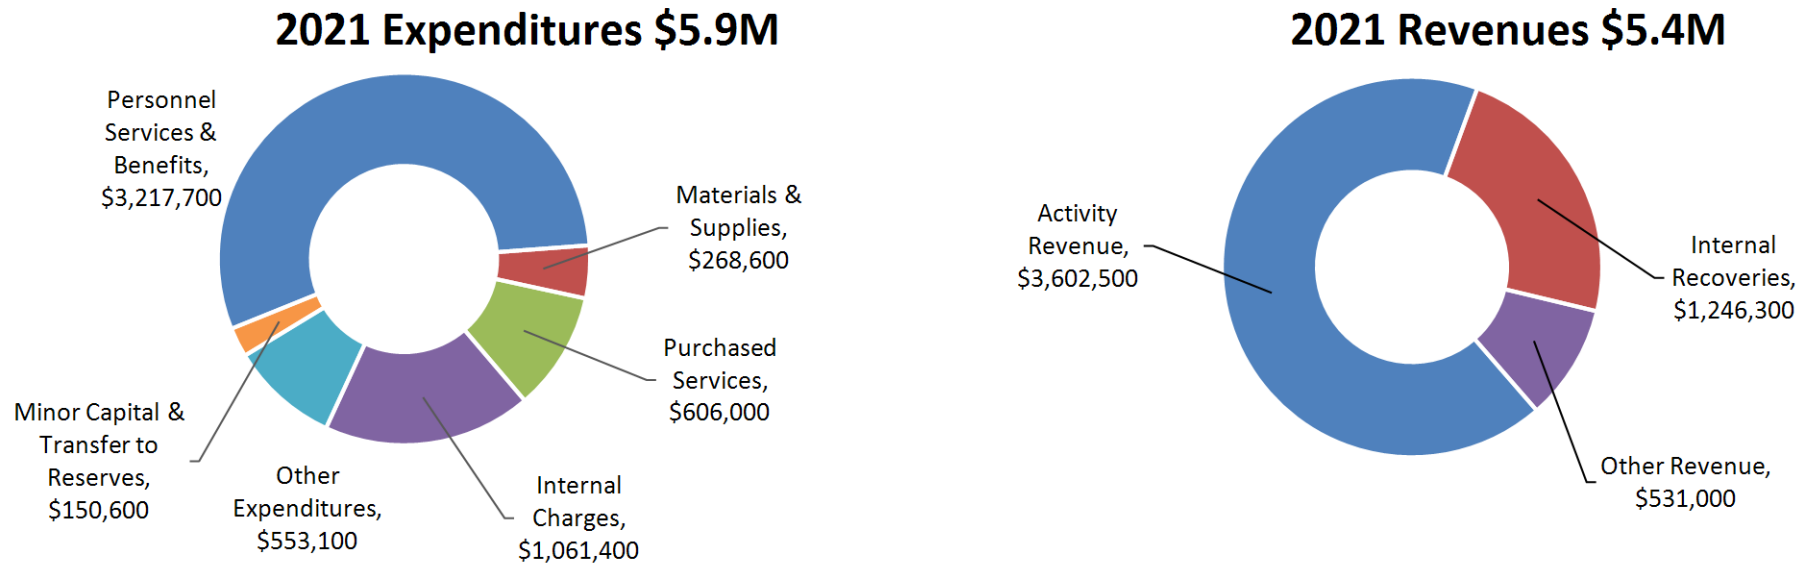 2021 Expenditures $5.9M
Personnel
Services &
Benefits,
$3,217,700
Materials &
Supplies,
$268,600
Purchased
Services,
$606,000
Internal
Charges,
$1,061,400
Other
Expenditures,
$553,100
Minor Capital &
Transfer to
Reserves,
$150,600
2021 Revenues $5.4M
Activity
Revenue,
$3,602,500
Internal
Recoveries,
$1,246,300
Other Revenue,
$531,000